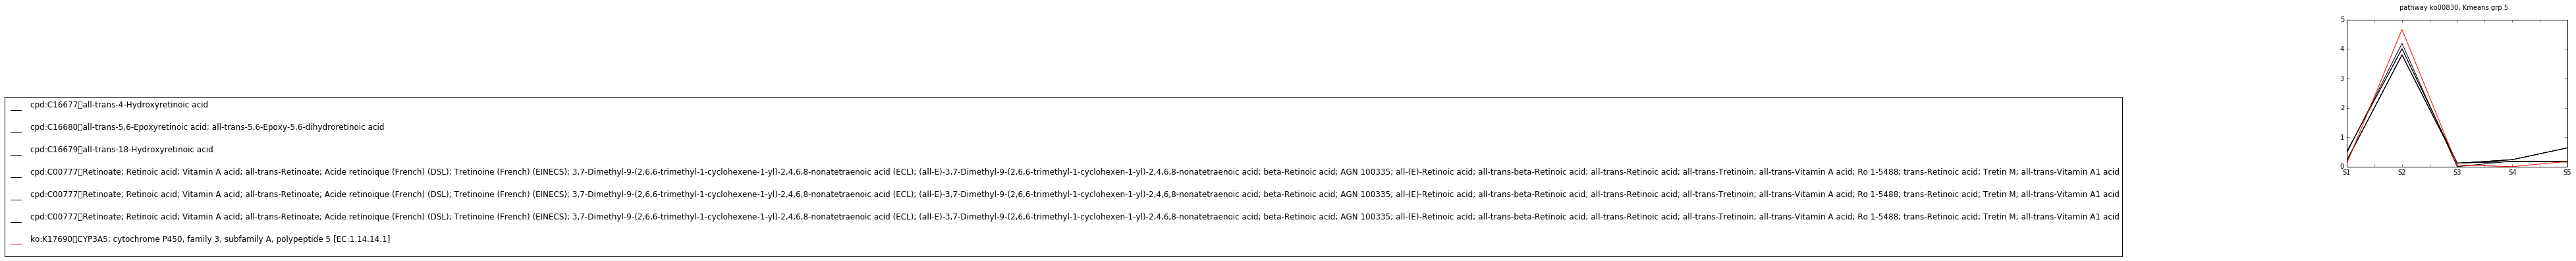 pathway ko00830, Kmeans grp 5
5
4
3
2
1
0
S1 S2 S3 S4 S5
cpd:C16677▯all-trans-4-Hydroxyretinoic acid
cpd:C16680▯all-trans-5,6-Epoxyretinoic acid; all-trans-5,6-Epoxy-5,6-dihydroretinoic acid
cpd:C16679▯all-trans-18-Hydroxyretinoic acid
cpd:C00777▯Retinoate; Retinoic acid; Vitamin A acid; all-trans-Retinoate; Acide retinoique (French) (DSL); Tretinoine (French) (EINECS); 3,7-Dimethyl-9-(2,6,6-trimethyl-1-cyclohexene-1-yl)-2,4,6,8-nonatetraenoic acid (ECL); (all-E)-3,7-Dimethyl-9-(2,6,6-trimethyl-1-cyclohexen-1-yl)-2,4,6,8-nonatetraenoic acid; beta-Retinoic acid; AGN 100335; all-(E)-Retinoic acid; all-trans-beta-Retinoic acid; all-trans-Retinoic acid; all-trans-Tretinoin; all-trans-Vitamin A acid; Ro 1-5488; trans-Retinoic acid; Tretin M; all-trans-Vitamin A1 acid
cpd:C00777▯Retinoate; Retinoic acid; Vitamin A acid; all-trans-Retinoate; Acide retinoique (French) (DSL); Tretinoine (French) (EINECS); 3,7-Dimethyl-9-(2,6,6-trimethyl-1-cyclohexene-1-yl)-2,4,6,8-nonatetraenoic acid (ECL); (all-E)-3,7-Dimethyl-9-(2,6,6-trimethyl-1-cyclohexen-1-yl)-2,4,6,8-nonatetraenoic acid; beta-Retinoic acid; AGN 100335; all-(E)-Retinoic acid; all-trans-beta-Retinoic acid; all-trans-Retinoic acid; all-trans-Tretinoin; all-trans-Vitamin A acid; Ro 1-5488; trans-Retinoic acid; Tretin M; all-trans-Vitamin A1 acid
cpd:C00777▯Retinoate; Retinoic acid; Vitamin A acid; all-trans-Retinoate; Acide retinoique (French) (DSL); Tretinoine (French) (EINECS); 3,7-Dimethyl-9-(2,6,6-trimethyl-1-cyclohexene-1-yl)-2,4,6,8-nonatetraenoic acid (ECL); (all-E)-3,7-Dimethyl-9-(2,6,6-trimethyl-1-cyclohexen-1-yl)-2,4,6,8-nonatetraenoic acid; beta-Retinoic acid; AGN 100335; all-(E)-Retinoic acid; all-trans-beta-Retinoic acid; all-trans-Retinoic acid; all-trans-Tretinoin; all-trans-Vitamin A acid; Ro 1-5488; trans-Retinoic acid; Tretin M; all-trans-Vitamin A1 acid
ko:K17690▯CYP3A5; cytochrome P450, family 3, subfamily A, polypeptide 5 [EC:1.14.14.1]